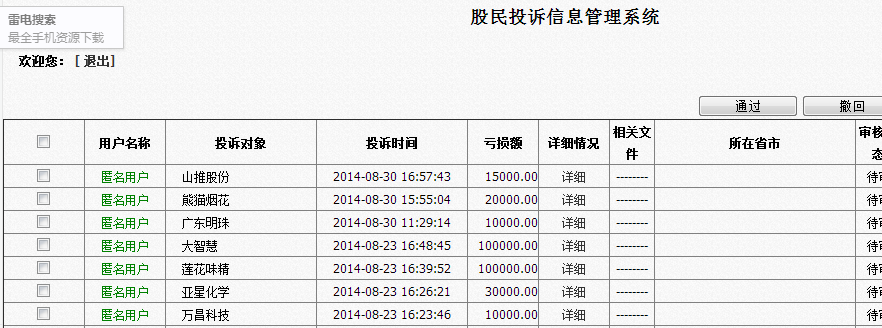 股民投诉信息管理系统
雷电搜索
最全手机资源下载
欢迎您： [ 退出]
通过 撤回
用户名称 投诉对象 投诉时间 亏损额 详细情况 相关文件 所在省市 审核
匿名用户 山推股份 2014-08-30 16:57:43 15000.00 详细 -------- 待
匿名用户 熊猫烟花 2014-08-30 15:55:04 20000.00 详细 -------- 待
匿名用户 广东明珠 2014-08-30 11:29:14 10000.00 详细 -------- 待
匿名用户 大智慧 2014-08-23 16:48:45 100000.00 详细 -------- 待
匿名用户 莲花味精 2014-08-23 16:39:52 100000.00 详细 -------- 待
匿名用户 亚星化学 2014-08-23 16:26:21 30000.00 详细 -------- 待
匿名用户 万昌科技 2014-08-23 16:23:46 10000.00 详细 -------- 待